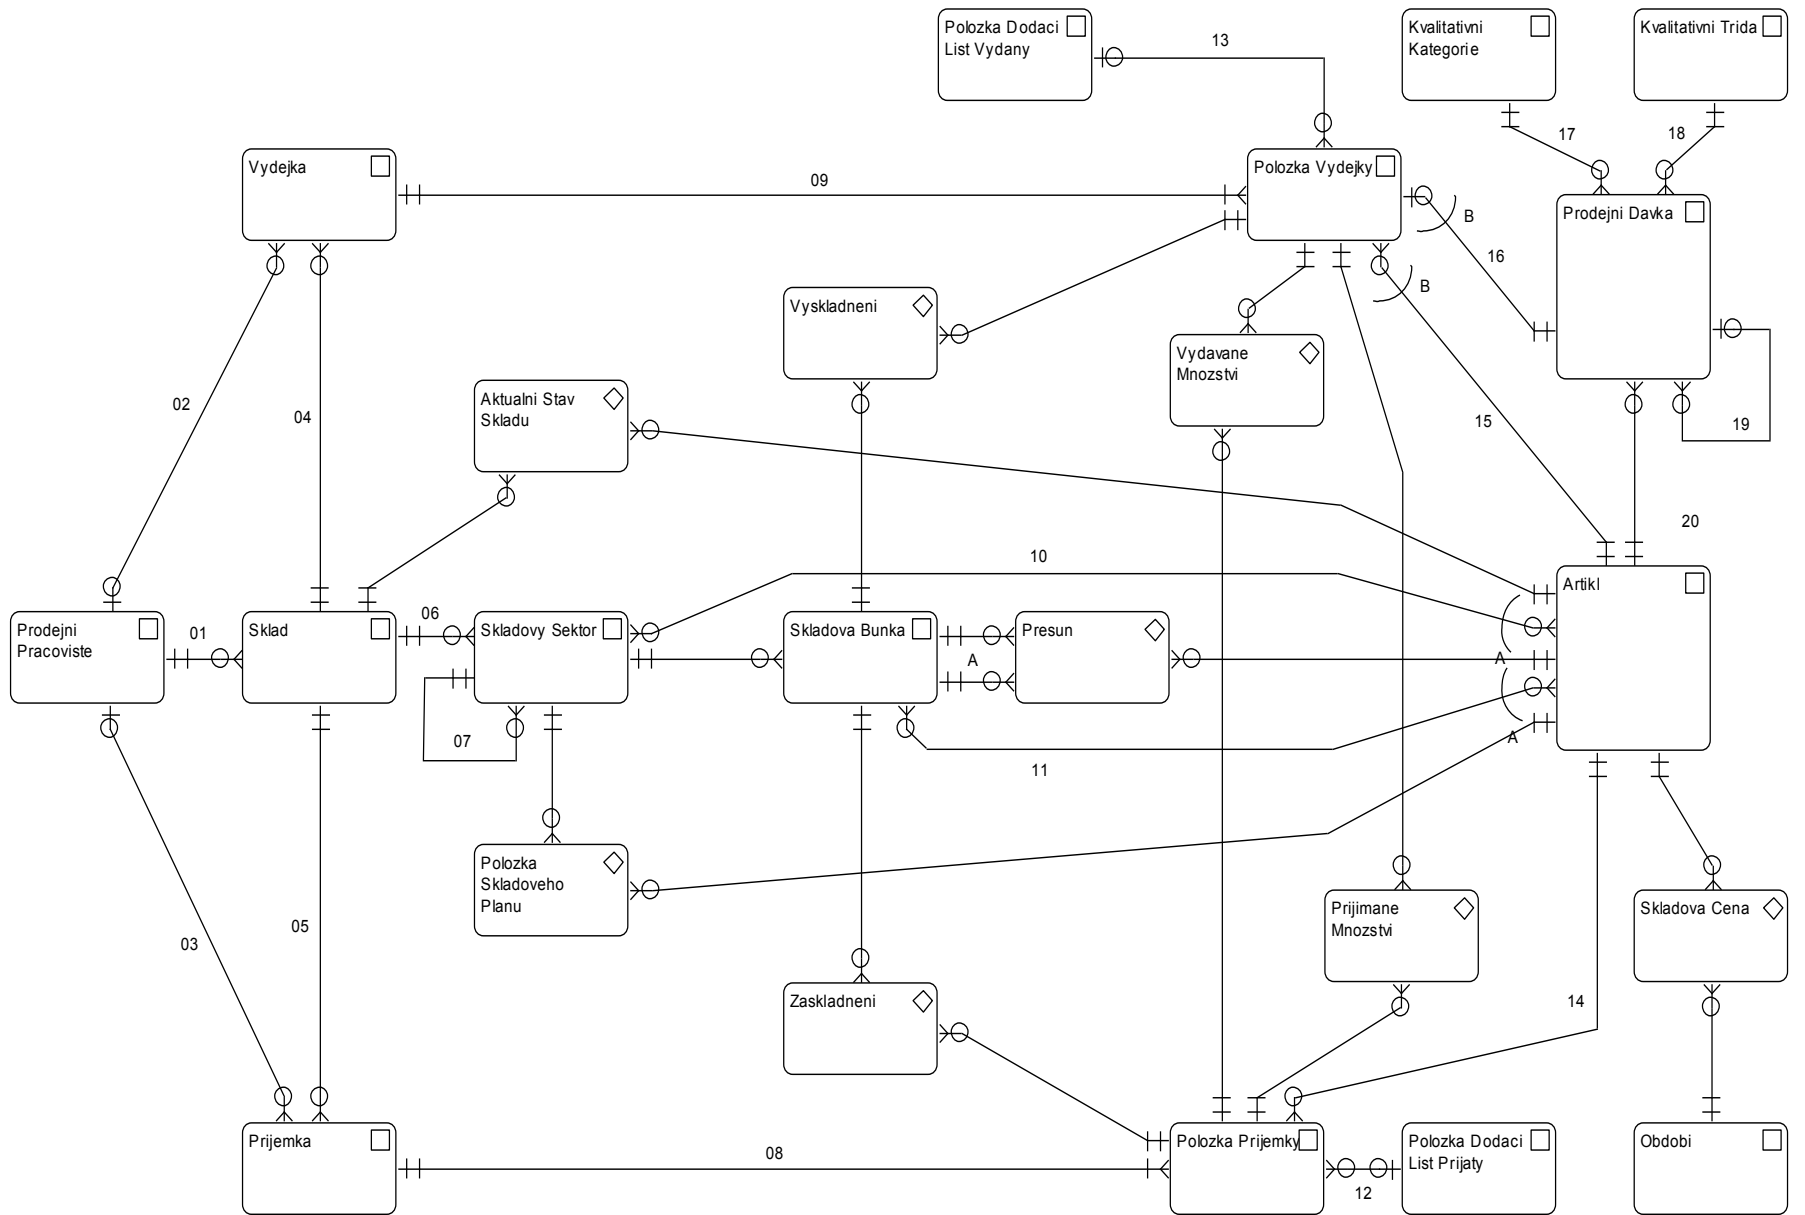 Polozka Dodaci
List Vydany
13
Kvalitativni
Kategorie
Kvalitativni Trida
17
18
Vydejka
09
Polozka Vydejky
B
16
Prodejni Davka
B
Vyskladneni
Vydavane
Mnozstvi
02
04
Aktualni Stav
Skladu
15
19
20
10
Artikl
Prodejni
Pracoviste
01
Sklad
06
Skladovy Sektor
Skladova Bunka
A
Presun
A
07
11
A
Polozka
Skladoveho
Planu
03
05
Prijimane
Mnozstvi
Skladova Cena
Zaskladneni
14
Prijemka
08
Polozka Prijemky
12
Polozka Dodaci
List Prijaty
Obdobi